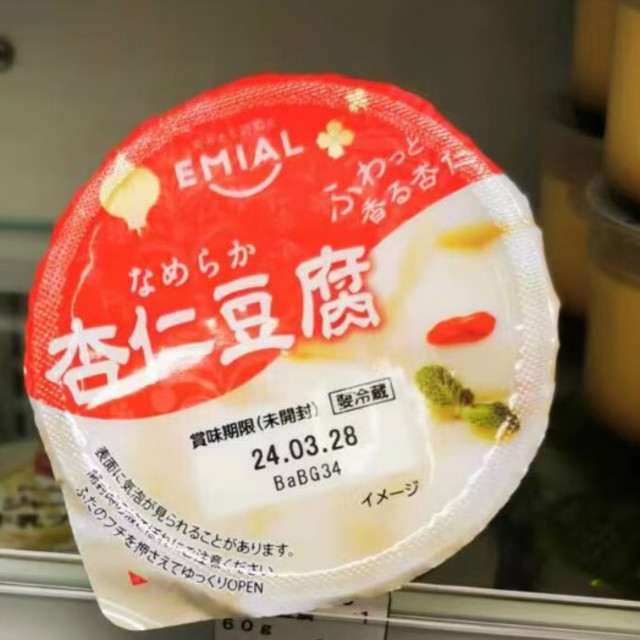 EMIAL
ふわっと
香る杏仁
なめらか
杏仁豆腐
賞味期限(未開封) 要冷蔵
24.03.28
BaBG34
イメージ
表面に気泡が見られることがあります。
ふたのフチを押さえてゆっくりOPEN
60g